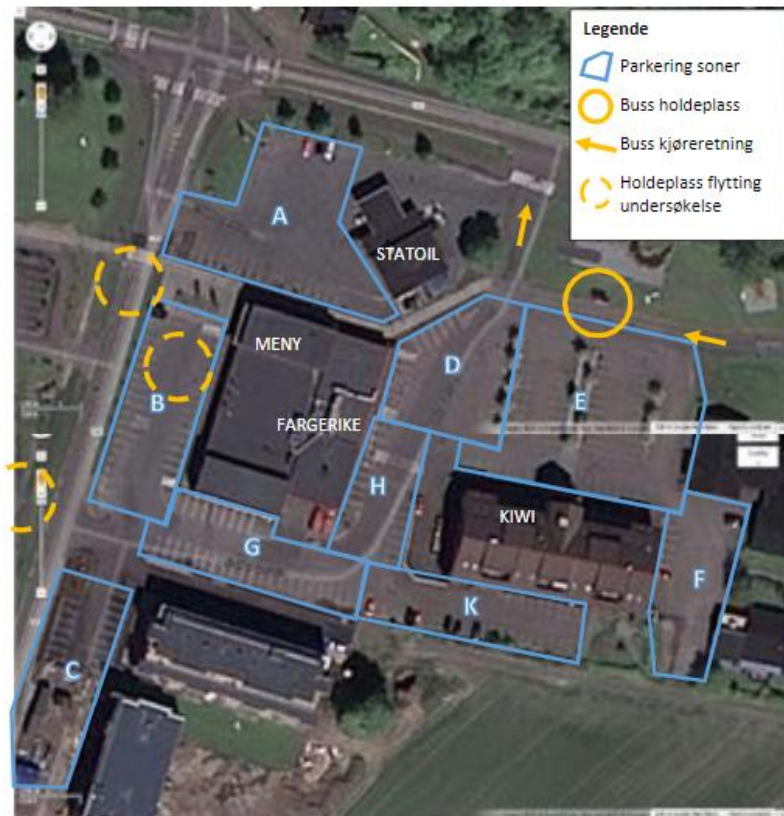 Legende
Parkering soner
Buss holdeplass
Buss kjøreretning
Holdeplass flytting
undersøkelse
A
STATOIL
MENY
D
B
E
FARGERIKE
H
KIWI
G
F
K
C